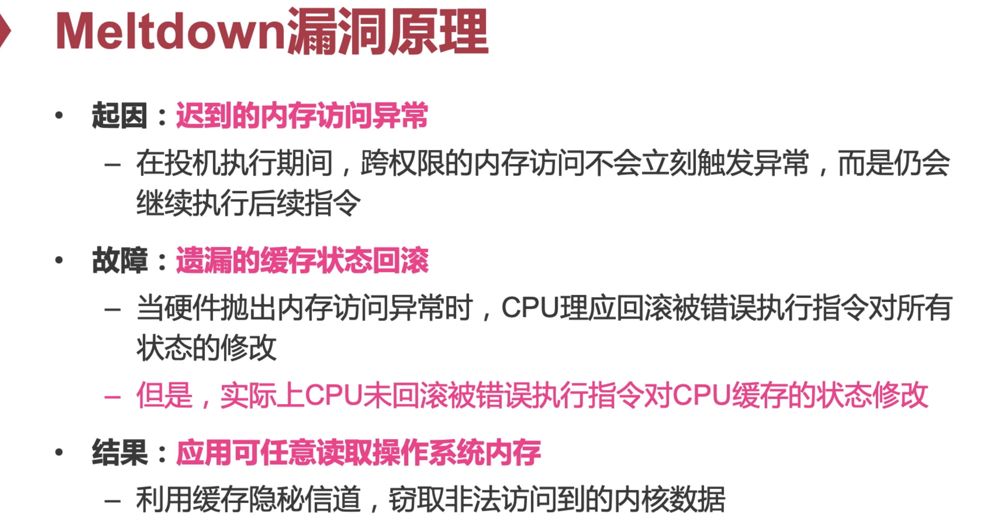 Meltdown漏洞原理
• 起因：迟到的内存访问异常
– 在投机执行期间，跨权限的内存访问不会立刻触发异常，而是仍会
继续执行后续指令
• 故障：遗漏的缓存状态回滚
– 当硬件抛出内存访问异常时，CPU理应回滚被错误执行指令对所有
状态的修改
– 但是，实际上CPU未回滚被错误执行指令对CPU缓存的状态修改
• 结果：应用可任意读取操作系统内存
– 利用缓存隐秘信道，窃取非法访问到的内核数据